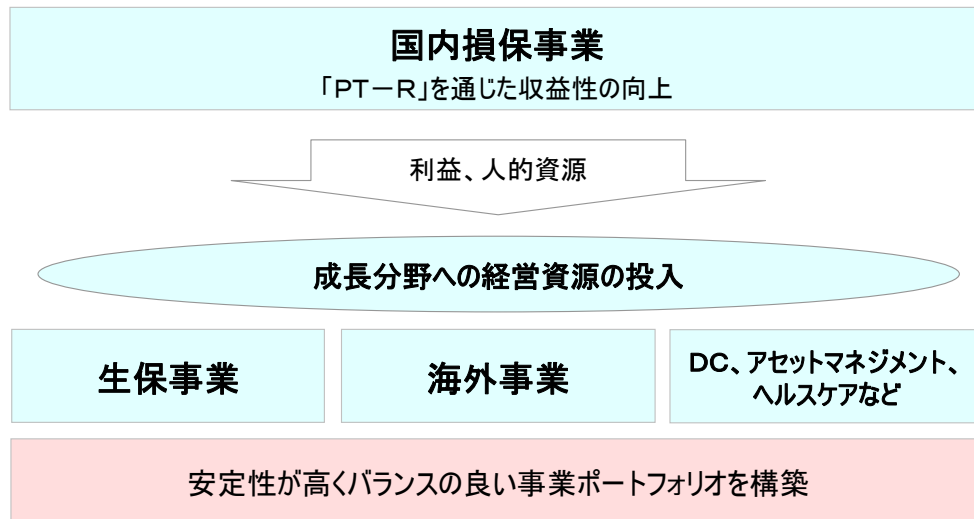 国内損保事業
「PT－R」を通じた収益性の向上
利益、人的資源
成長分野への経営資源の投入
生保事業
海外事業
DC、アセットマネジメント、
ヘルスケアなど
安定性が高くバランスの良い事業ポートフォリオを構築